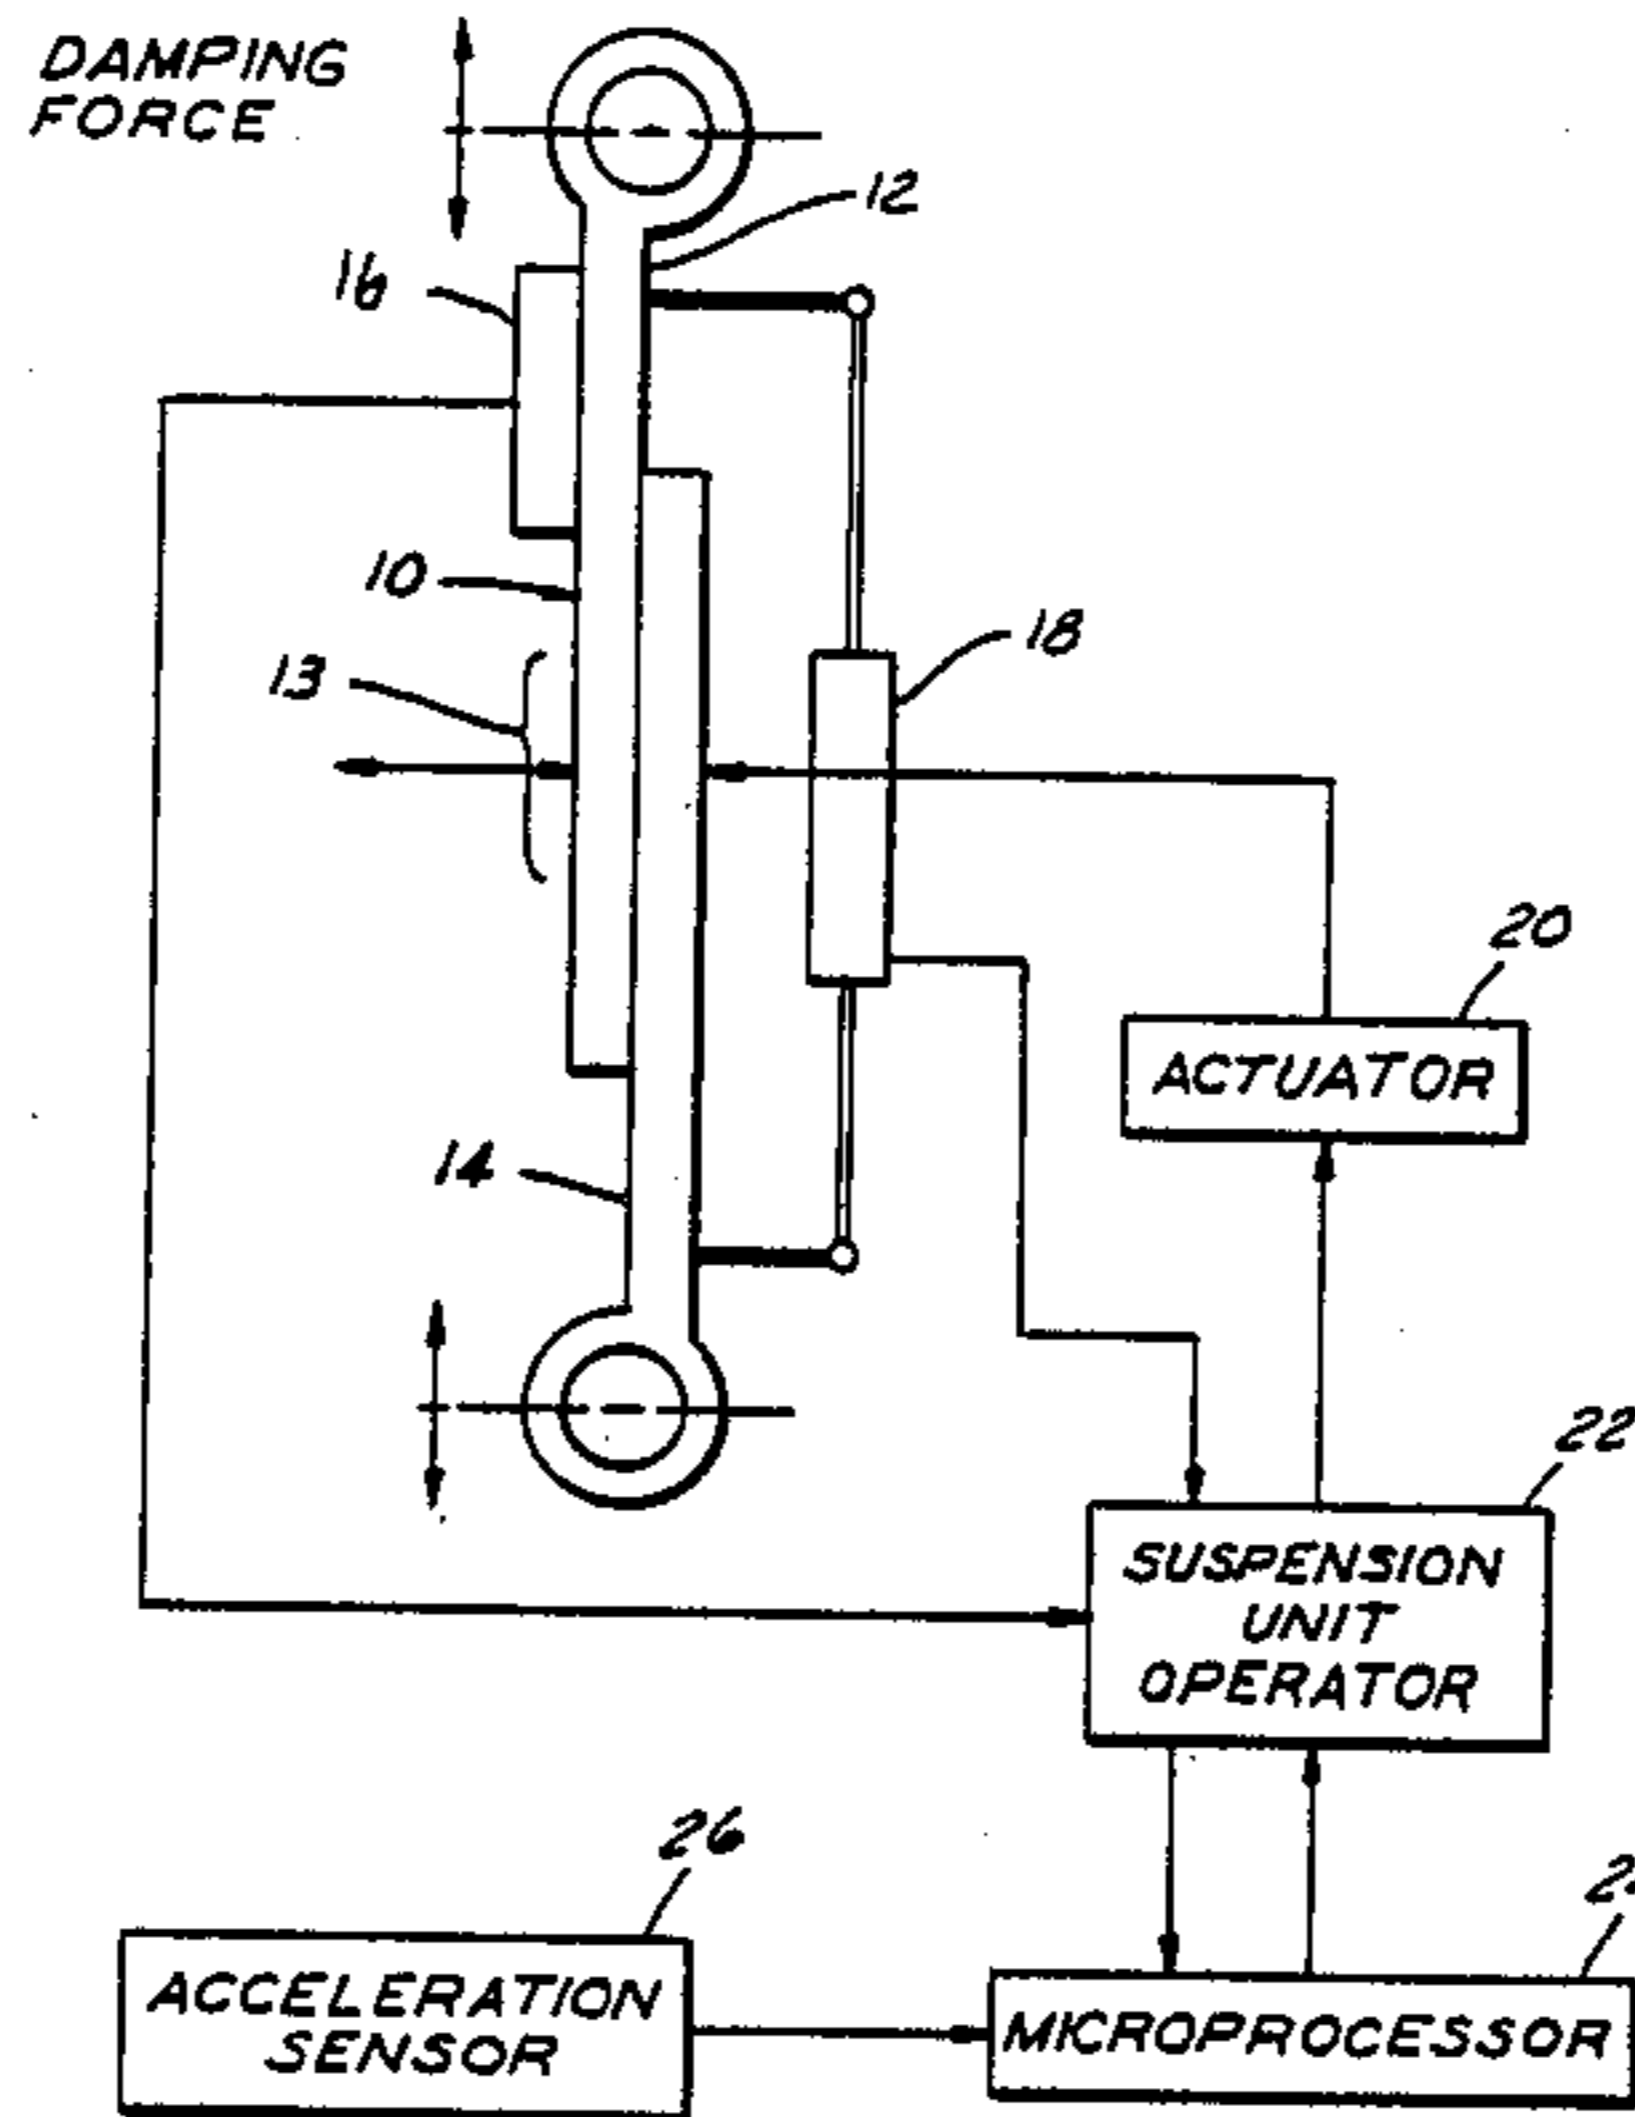 DAMPING
FORCE
12
16
10
13
18
20
ACTUATOR
14
22
SUSPENSION
UNIT
OPERATOR
26
ACCELERATION
SENSOR
MICROPROCESSOR